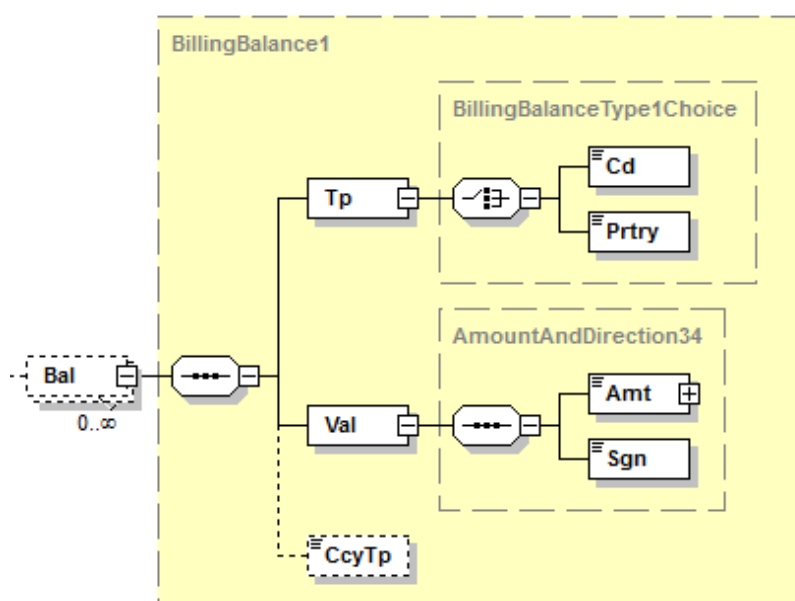 BillingBalance1
BillingBalanceType1Choice
Cd
Tp
Prtry
AmountAndDirection34
Bal
0..∞
Amt
Val
Sgn
CcyTp